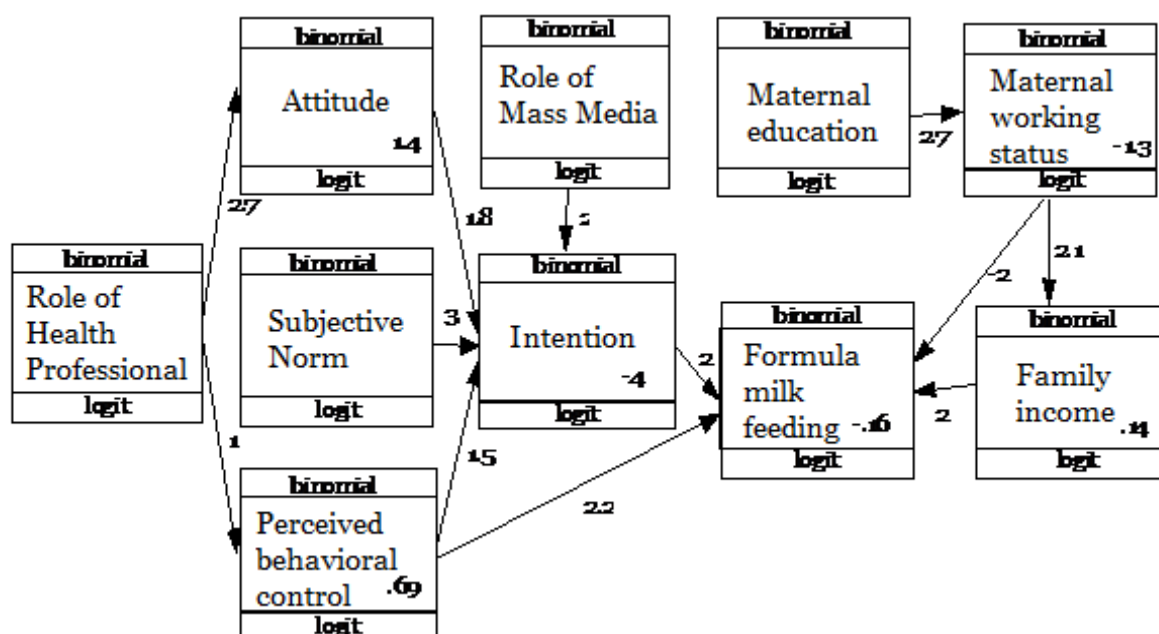 binomial
Attitude
14
logit
binomial
Role of
Mass Media
logit
binomial
Maternal
education
logit
27
binomial
Maternal
working
status
-13
logit
27
18
2
-2
21
binomial
Role of
Health
Professional
logit
binomial
Subjective
Norm
logit
3
binomial
Intention
-4
logit
2
binomial
Formula
milk
feeding
-.16
logit
2
binomial
Family
income
.14
logit
1
15
22
binomial
Perceived
behavioral
control
.69
logit